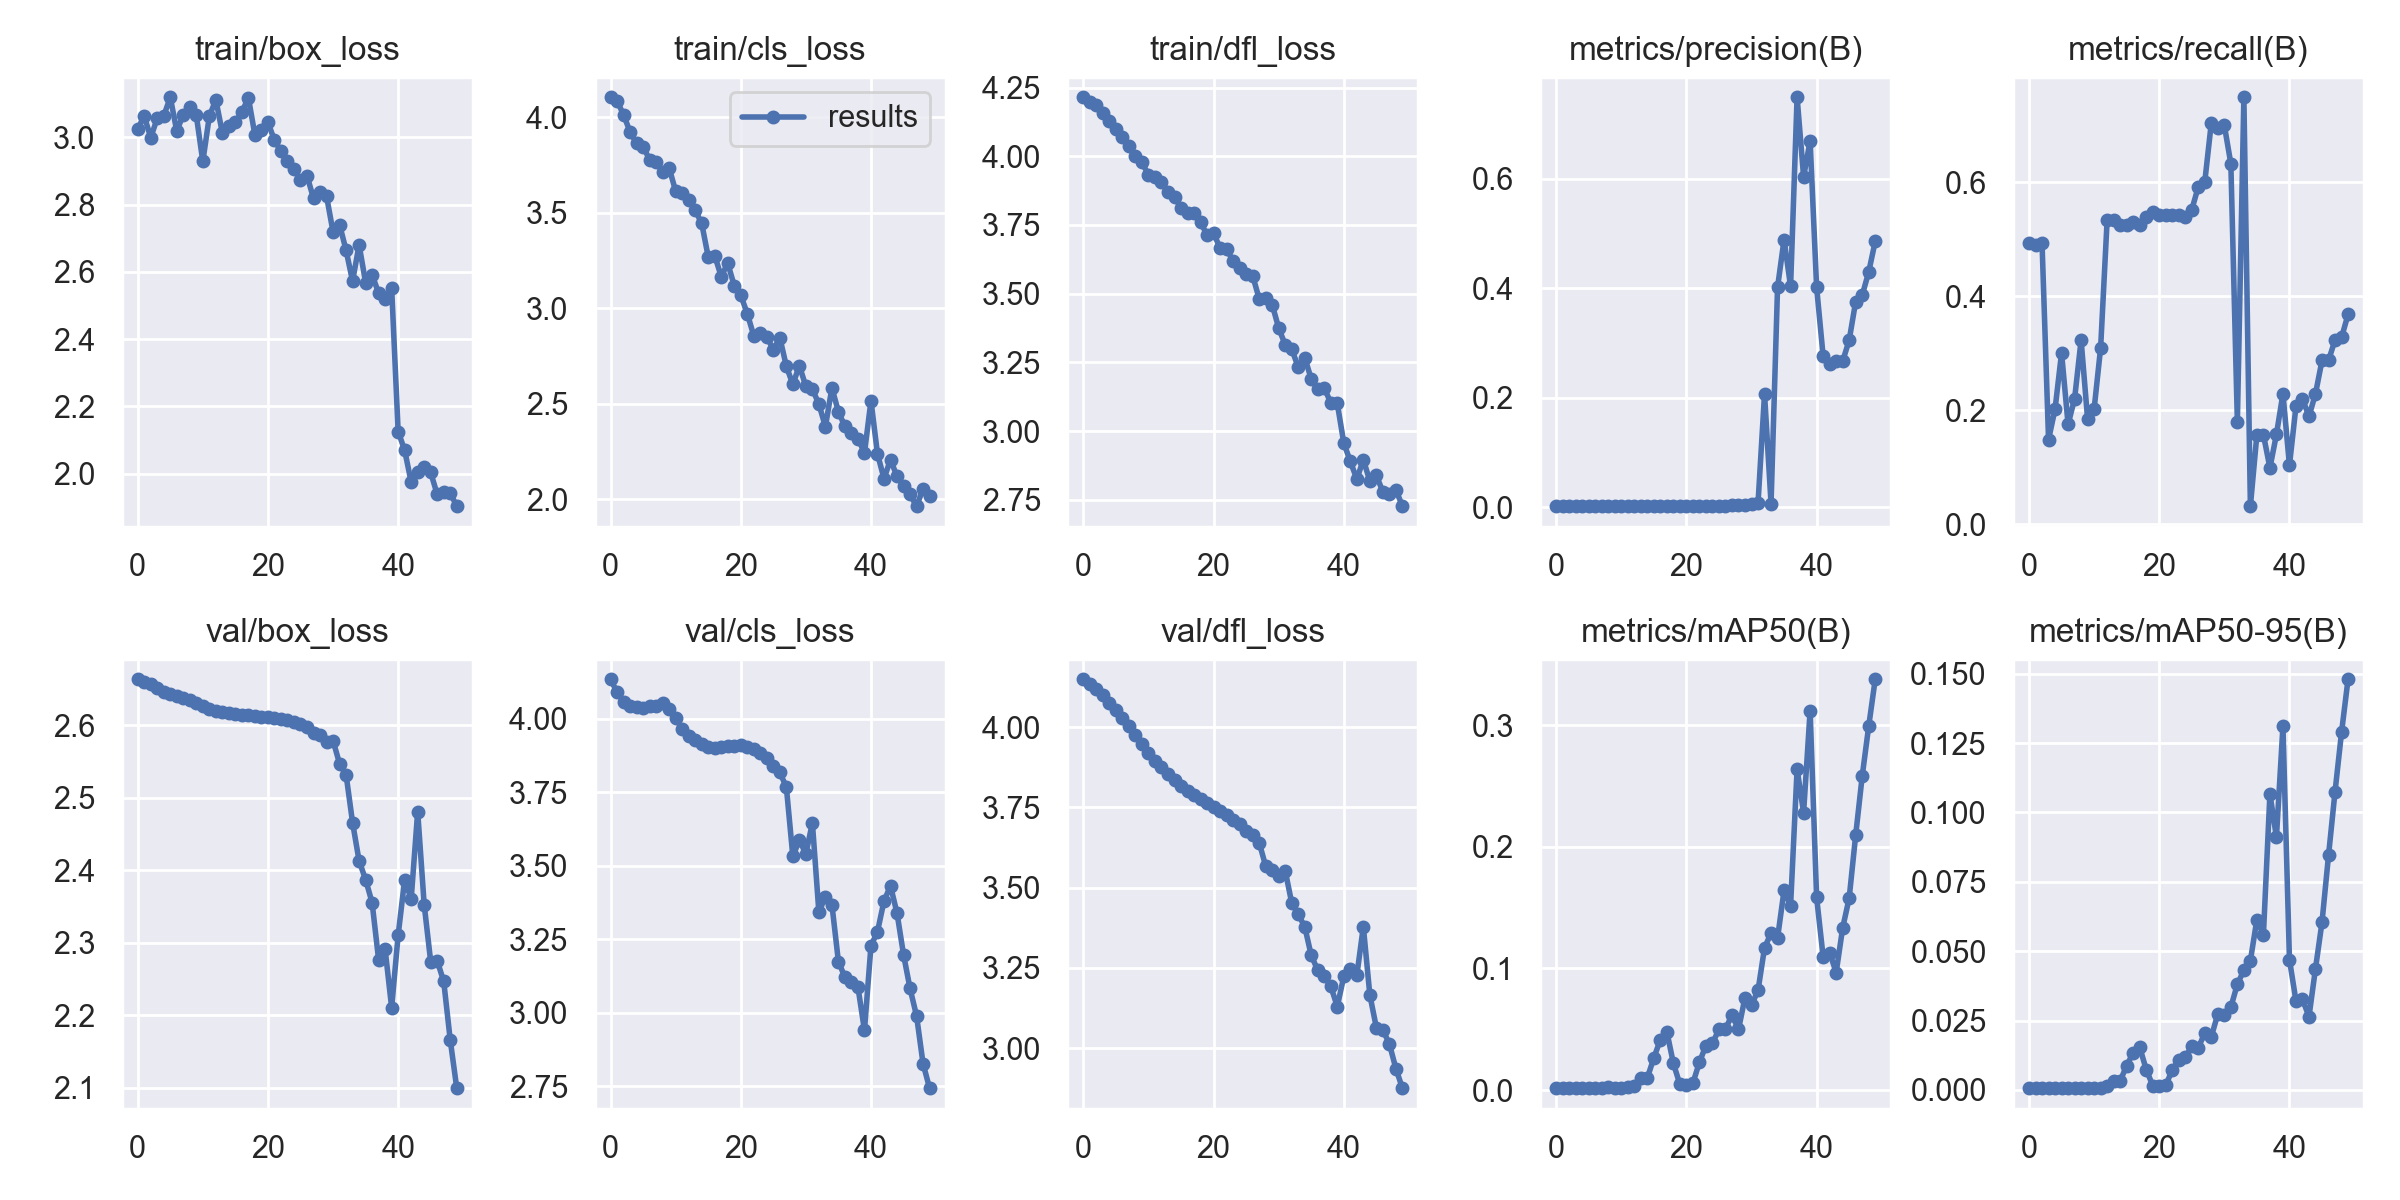 train/box_loss
train/cls_loss
train/dfl_loss
metrics/precision(B)
metrics/recall(B)
results
3.0
2.8
2.6
2.4
2.2
2.0
0 20 40
4.0
3.5
3.0
2.5
2.0
0 20 40
4.25
4.00
3.75
3.50
3.25
3.00
2.75
0 20 40
0.6
0.4
0.2
0.0
0 20 40
0.6
0.4
0.2
0.0
0 20 40
val/box_loss
val/cls_loss
val/dfl_loss
metrics/mAP50(B)
metrics/mAP50-95(B)
2.6
2.5
2.4
2.3
2.2
2.1
0 20 40
4.00
3.75
3.50
3.25
3.00
2.75
0 20 40
4.00
3.75
3.50
3.25
3.00
0 20 40
0.3
0.2
0.1
0.0
0 20 40
0.150
0.125
0.100
0.075
0.050
0.025
0.000
0 20 40